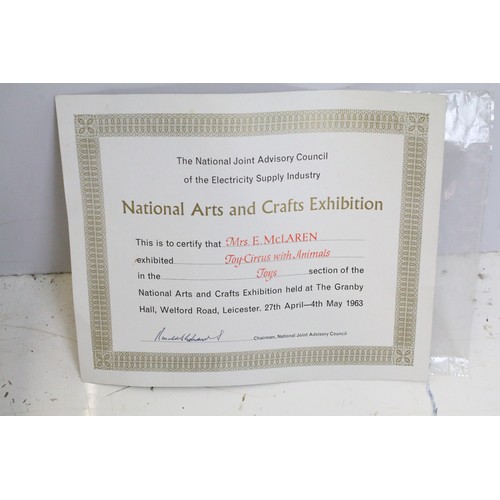 The National Joint Advisory Council
of the Electricity Supply Industry
National Arts and Crafts Exhibition
This is to certify that Mrs. E. McLAREN
exhibited Toy-Circus with Animals
in the Toys section of the
National Arts and Crafts Exhibition held at The Granby
Hall, Welford Road, Leicester. 27th April—4th May 1963
Chairman, National Joint Advisory Council